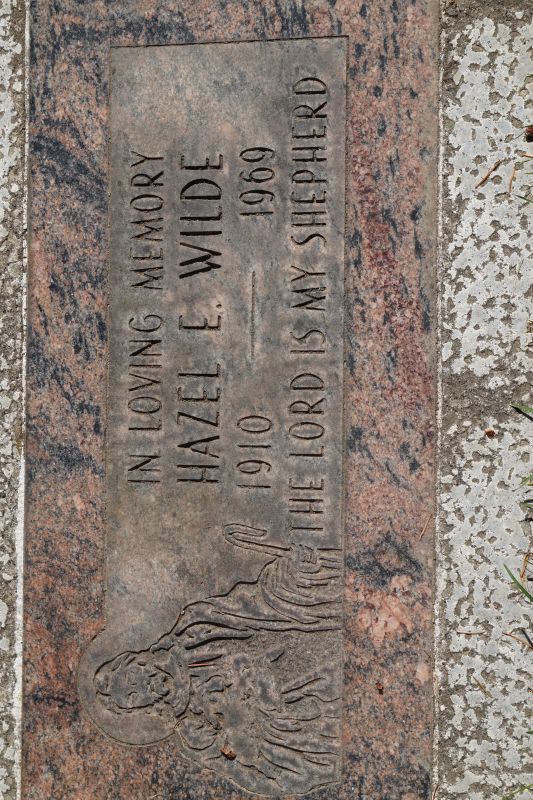 IN LOVING MEMORY
HAZEL E. WILDE
1910 — 1969
THE LORD IS MY SHEPHERD